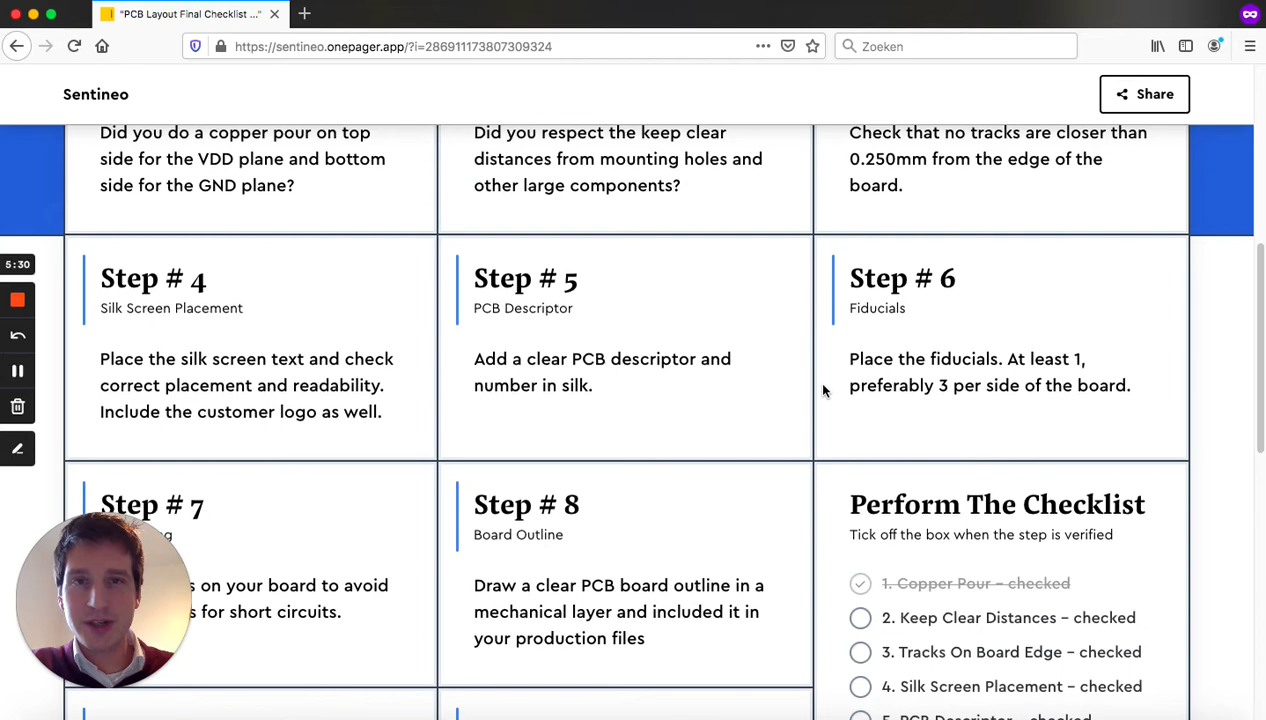 "PCB Layout Final Checklist ..."
https://sentineo.onepager.app/?i=286911173807309324
Zoeken
Sentineo
Share
Did you do a copper pour on top
side for the VDD plane and bottom
side for the GND plane?
Did you respect the keep clear
distances from mounting holes and
other large components?
Check that no tracks are closer than
0.250mm from the edge of the
board.
5:30
Step # 4
Silk Screen Placement
Place the silk screen text and check
correct placement and readability.
Include the customer logo as well.
Step # 5
PCB Descriptor
Add a clear PCB descriptor and
number in silk.
Step # 6
Fiducials
Place the fiducials. At least 1,
preferably 3 per side of the board.
Step # 7
on your board to avoid
for short circuits.
Step # 8
Board Outline
Draw a clear PCB board outline in a
mechanical layer and included it in
your production files
Perform The Checklist
Tick off the box when the step is verified
1. Copper Pour – checked
2. Keep Clear Distances – checked
3. Tracks On Board Edge – checked
4. Silk Screen Placement – checked
5. PCB Descriptor – checked